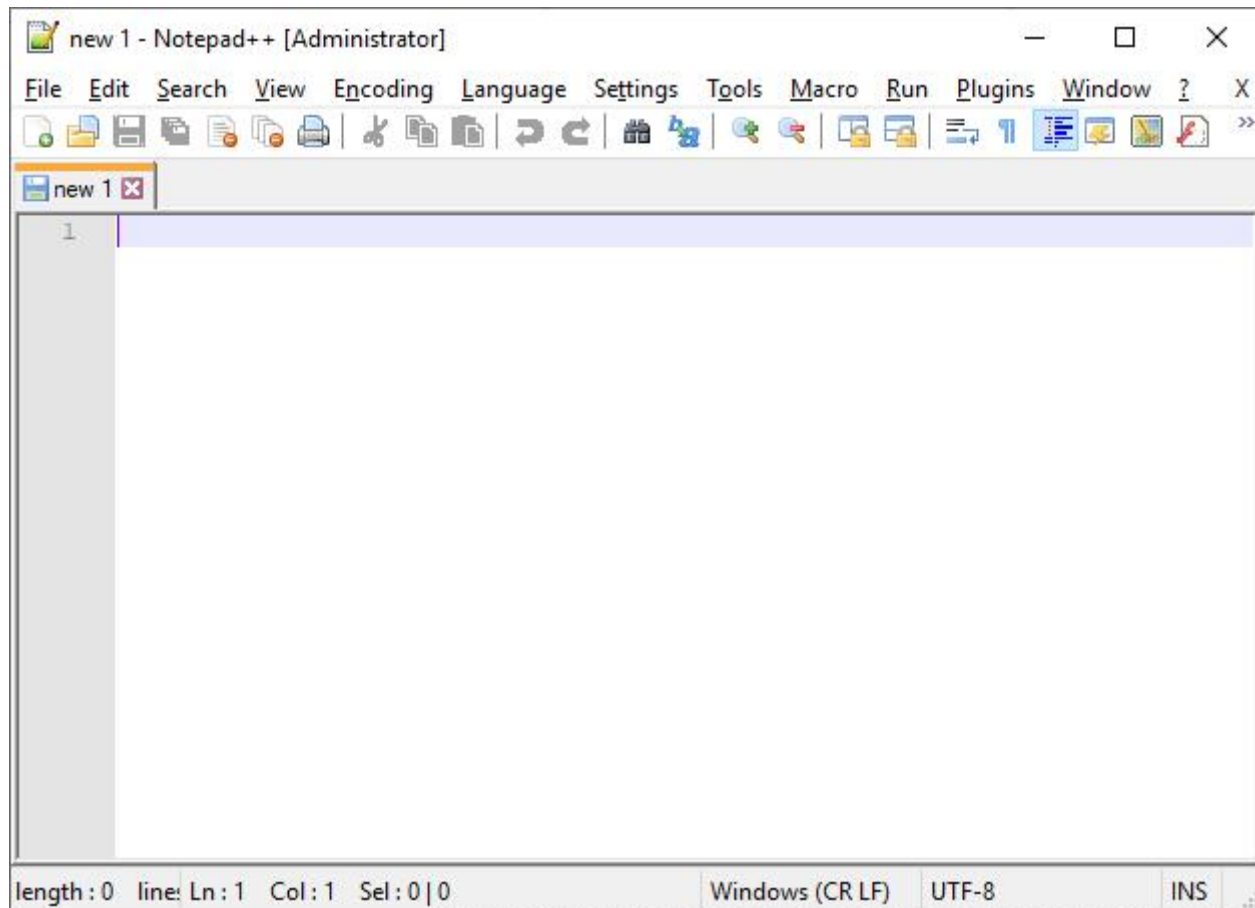 new 1 - Notepad++ [Administrator]
File Edit Search View Encoding Language Settings Tools Macro Run Plugins Window ? X
new 1
1
length : 0 line: Ln : 1 Col : 1 Sel : 0 | 0 Windows (CR LF) UTF-8 INS